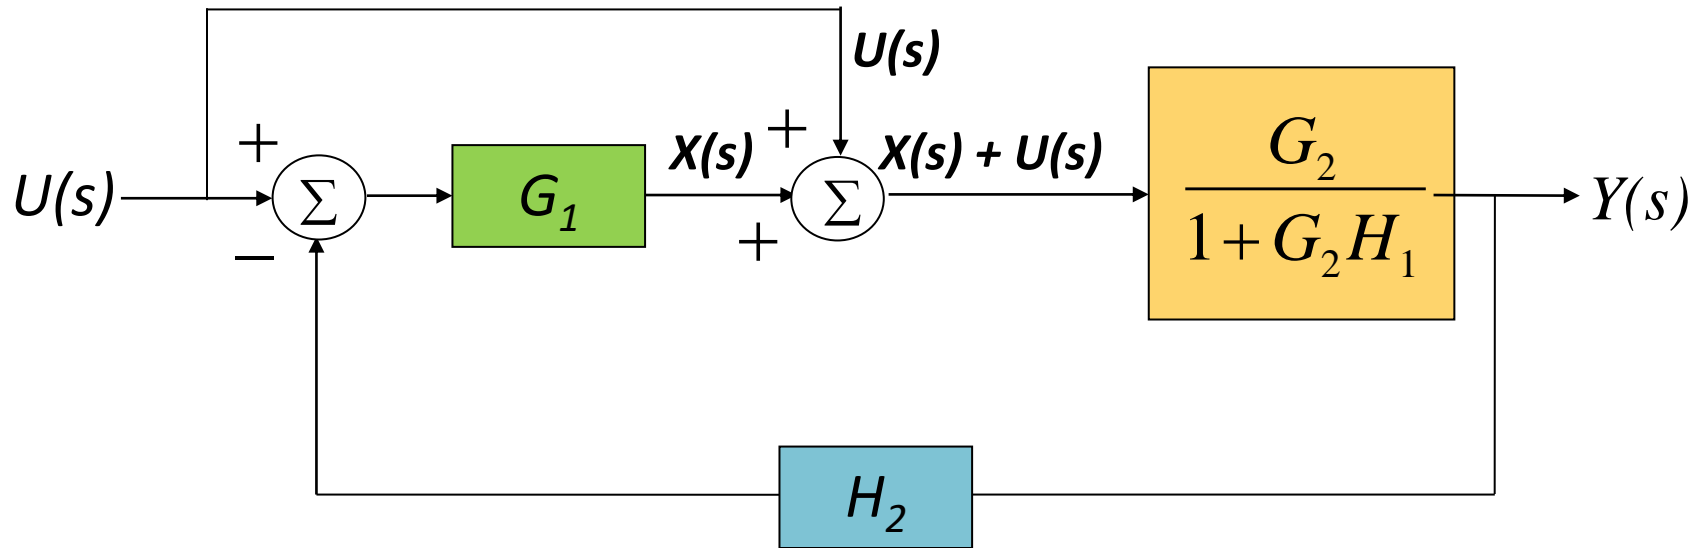 U(s)
+
U(s)
Σ
−
G₁
X(s)
+
+
Σ
X(s) + U(s)
G₂
1 + G₂H₁
Y(s)
H₂